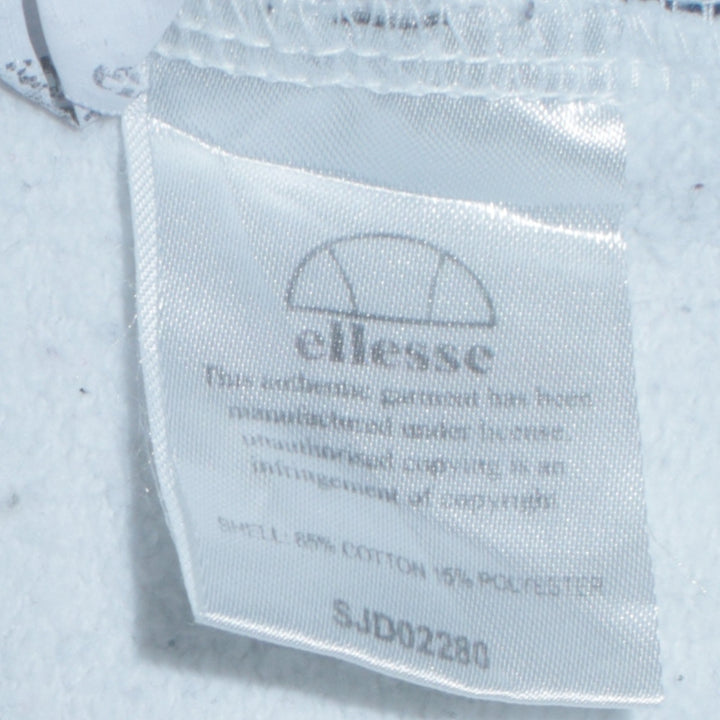 ellesse
This authentic garment has been
manufactured under license.
unauthorised copying is an
infringement of copyright
SHELL: 85% COTTON 15% POLYESTER
SJD02280